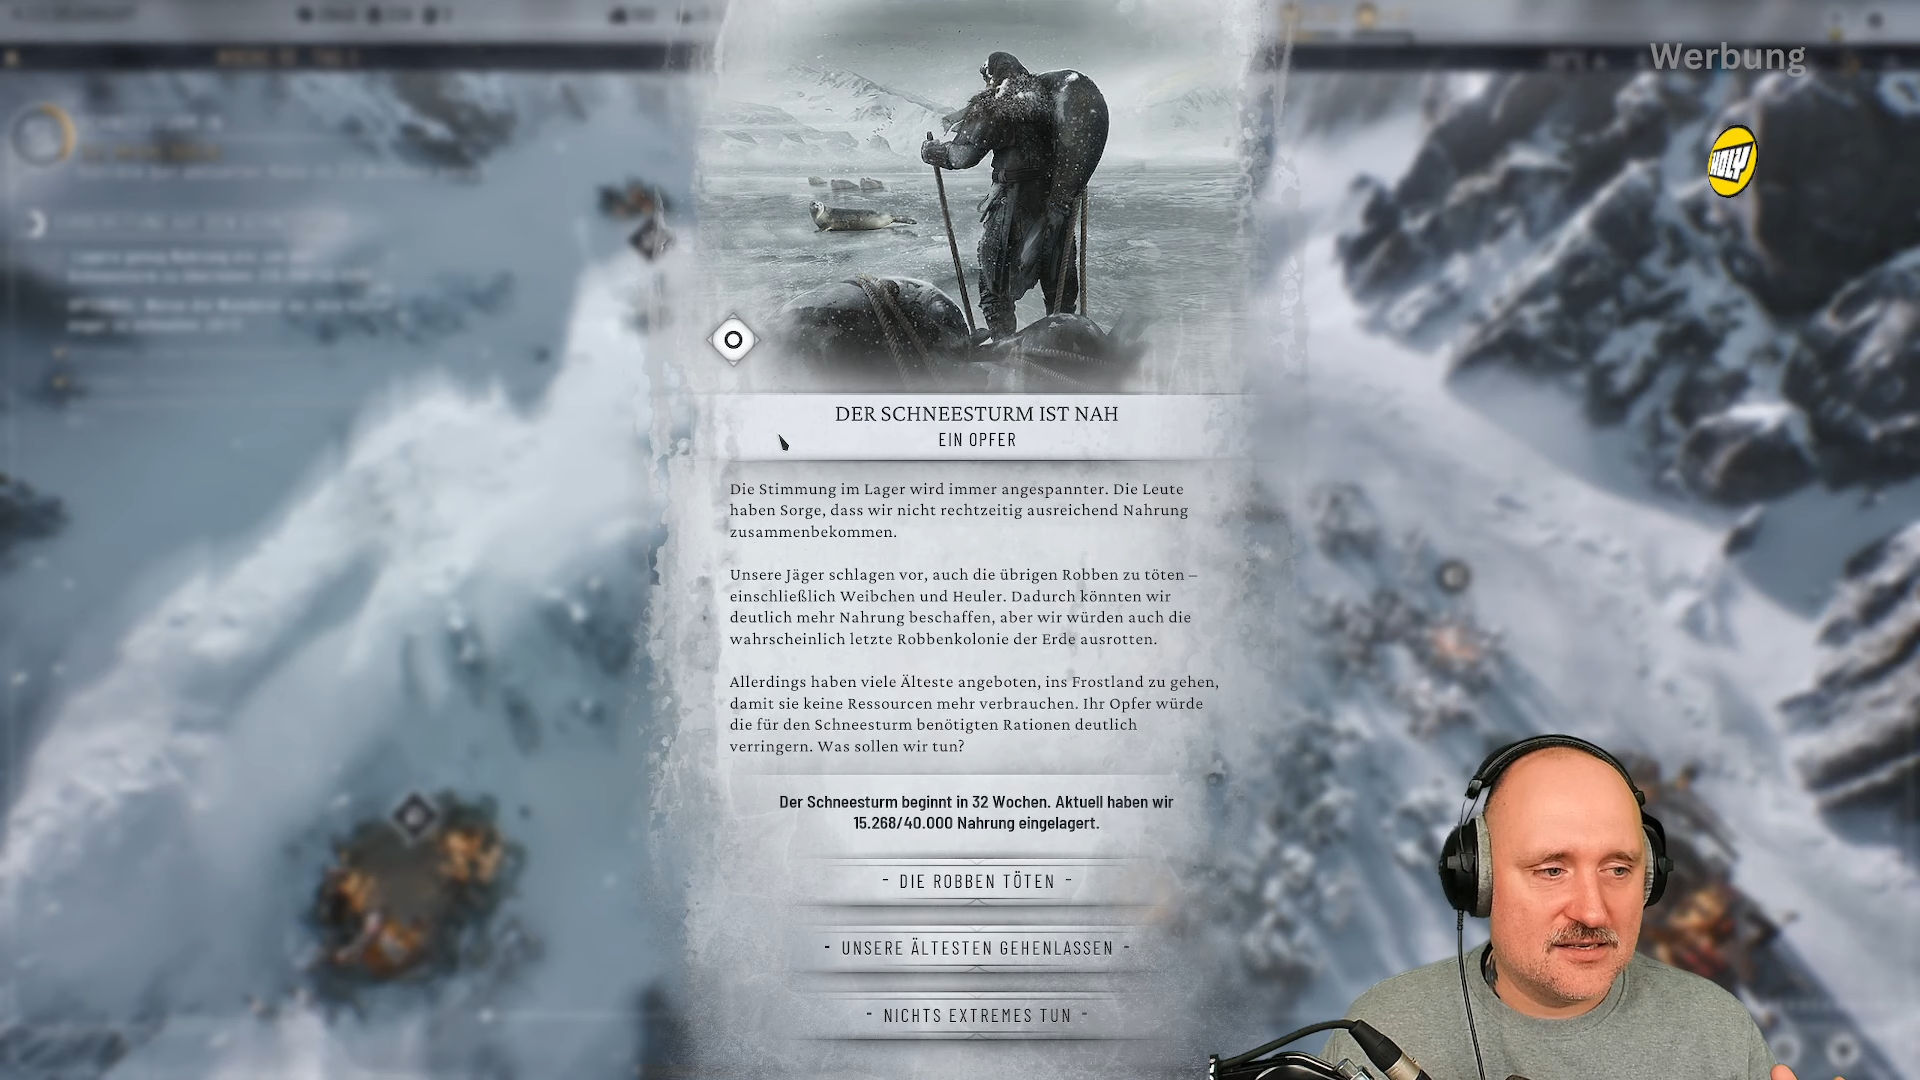 Werbung
HOLY
DER SCHNEESTURM IST NAH
EIN OPFER
Die Stimmung im Lager wird immer angespannter. Die Leute
haben Sorge, dass wir nicht rechtzeitig ausreichend Nahrung
zusammenbekommen.
Unsere Jäger schlagen vor, auch die übrigen Robben zu töten –
einschließlich Weibchen und Heuler. Dadurch könnten wir
deutlich mehr Nahrung beschaffen, aber wir würden auch die
wahrscheinlich letzte Robbenkolonie der Erde ausrotten.
Allerdings haben viele Älteste angeboten, ins Frostland zu gehen,
damit sie keine Ressourcen mehr verbrauchen. Ihr Opfer würde
die für den Schneesturm benötigten Rationen deutlich
verringern. Was sollen wir tun?
Der Schneesturm beginnt in 32 Wochen. Aktuell haben wir
15.268/40.000 Nahrung eingelagert.
- DIE ROBBEN TÖTEN -
- UNSERE ÄLTESTEN GEHENLASSEN -
- NICHTS EXTREMES TUN -